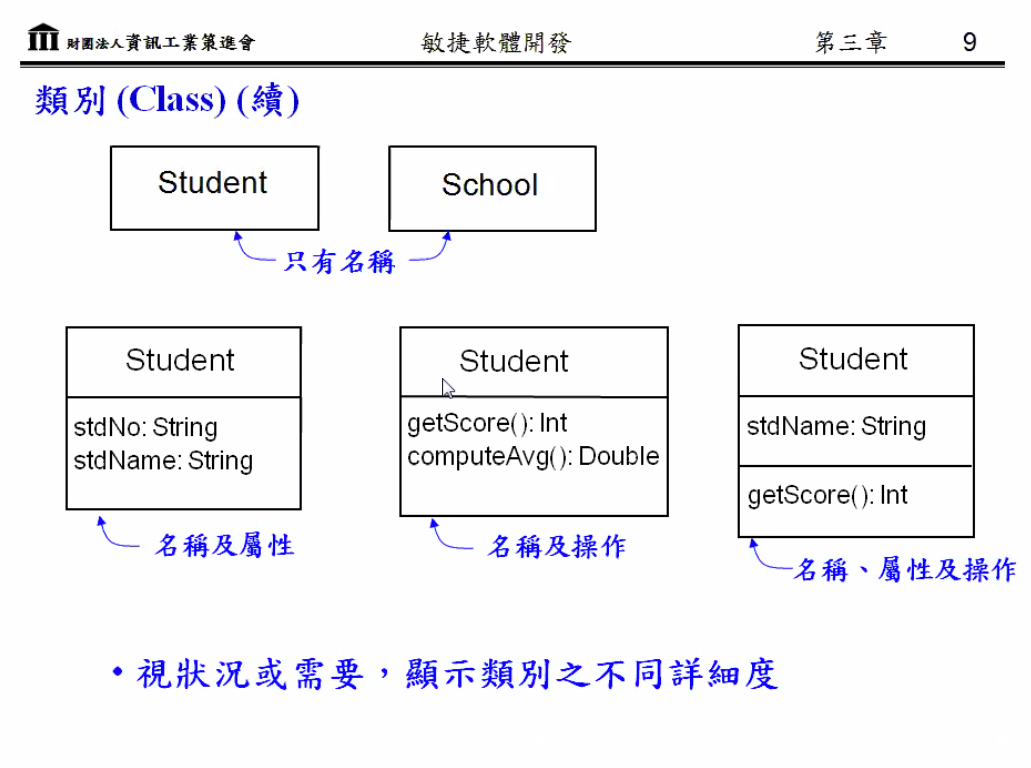 財團法人資訊工業策進會 敏捷軟體開發 第三章 9
類別 (Class) (續)
Student
School
只有名稱
Student
stdNo: String
stdName: String
名稱及屬性
Student
getScore(): Int
computeAvg(): Double
名稱及操作
Student
stdName: String
getScore(): Int
名稱、屬性及操作
•視狀況或需要,顯示類別之不同詳細度